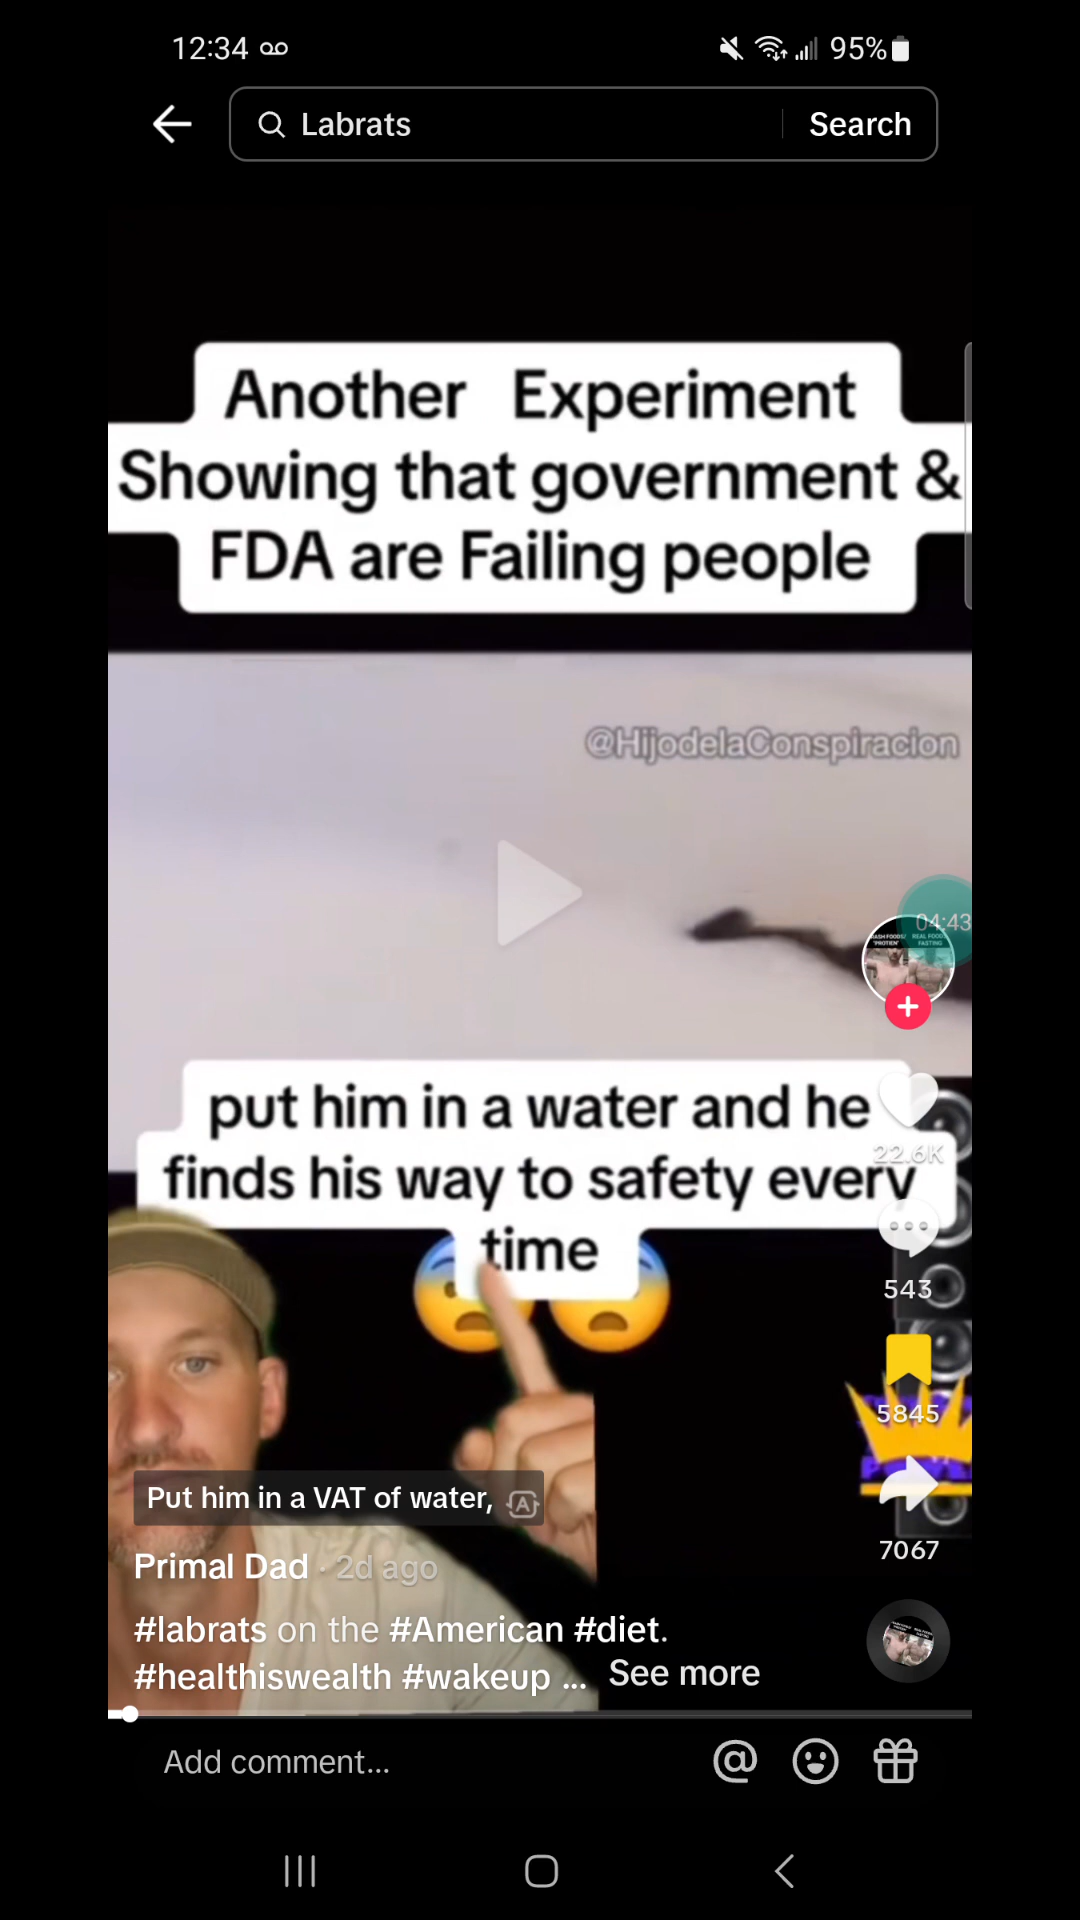 12:34
95%
Labrats
Search
Another Experiment
Showing that government &
FDA are Failing people
@HijodelaConspiracion
04:43
put him in a water and he
finds his way to safety every
time
22.6K
543
5845
7067
Put him in a VAT of water,
Primal Dad · 2d ago
#labrats on the #American #diet.
#healthiswealth #wakeup ... See more
Add comment...